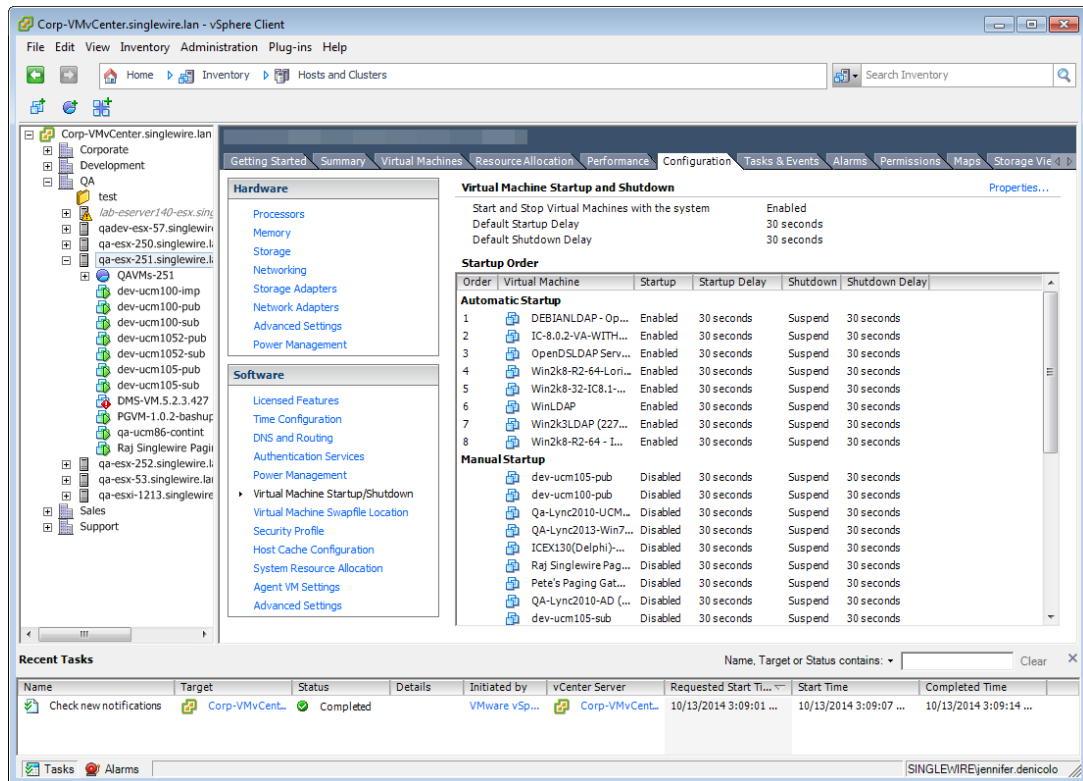 Corp-VMvCenter.singlewire.lan - vSphere Client
File Edit View Inventory Administration Plug-ins Help
Home Inventory Hosts and Clusters
Search Inventory
Corp-VMvCenter.singlewire.lan
Corporate
Development
QA
test
lab-eserver140-esx.sing
qadev-esx-57.singlewire
qa-esx-250.singlewire.la
qa-esx-251.singlewire.la
QAVMs-251
dev-ucm100-imp
dev-ucm100-pub
dev-ucm100-sub
dev-ucm1052-pub
dev-ucm1052-sub
dev-ucm105-pub
dev-ucm105-sub
DMS-VM.5.2.3.427
PGVM-1.0.2-bashup
qa-ucm86-contint
Raj Singlewire Pagi
qa-esx-252.singlewire.la
qa-esx-53.singlewire.lar
qa-esxi-1213.singlewire
Sales
Support
Getting Started Summary Virtual Machines Resource Allocation Performance Configuration Tasks & Events Alarms Permissions Maps Storage Vie
Hardware
Processors
Memory
Storage
Networking
Storage Adapters
Network Adapters
Advanced Settings
Power Management
Software
Licensed Features
Time Configuration
DNS and Routing
Authentication Services
Power Management
Virtual Machine Startup/Shutdown
Virtual Machine Swapfile Location
Security Profile
Host Cache Configuration
System Resource Allocation
Agent VM Settings
Advanced Settings
Virtual Machine Startup and Shutdown Properties...
Start and Stop Virtual Machines with the system Enabled
Default Startup Delay 30 seconds
Default Shutdown Delay 30 seconds
Startup Order
Order Virtual Machine Startup Startup Delay Shutdown Shutdown Delay
Automatic Startup
1 DEBIANLDAP - Op... Enabled 30 seconds Suspend 30 seconds
2 IC-8.0.2-VA-WITH... Enabled 30 seconds Suspend 30 seconds
3 OpenDSLDAP Serv... Enabled 30 seconds Suspend 30 seconds
4 Win2k8-R2-64-Lori... Enabled 30 seconds Suspend 30 seconds
5 Win2k8-32-IC8.1-... Enabled 30 seconds Suspend 30 seconds
6 WinLDAP Enabled 30 seconds Suspend 30 seconds
7 Win2k3LDAP (227... Enabled 30 seconds Suspend 30 seconds
8 Win2k8-R2-64 - I... Enabled 30 seconds Suspend 30 seconds
Manual Startup
dev-ucm105-pub Disabled 30 seconds Suspend 30 seconds
dev-ucm100-pub Disabled 30 seconds Suspend 30 seconds
Qa-Lync2010-UCM... Disabled 30 seconds Suspend 30 seconds
QA-Lync2013-Win7... Disabled 30 seconds Suspend 30 seconds
ICEX130(Delphi)-... Disabled 30 seconds Suspend 30 seconds
Raj Singlewire Pag... Disabled 30 seconds Suspend 30 seconds
Pete's Paging Gat... Disabled 30 seconds Suspend 30 seconds
QA-Lync2010-AD (... Disabled 30 seconds Suspend 30 seconds
dev-ucm105-sub Disabled 30 seconds Suspend 30 seconds
Recent Tasks Name, Target or Status contains: Clear
Name Target Status Details Initiated by vCenter Server Requested Start Ti... Start Time Completed Time
Check new notifications Corp-VMvCent... Completed VMware vSp... Corp-VMvCent... 10/13/2014 3:09:01 ... 10/13/2014 3:09:07 ... 10/13/2014 3:09:14 ...
Tasks Alarms SINGLEWIRE\jennifer.denicolo